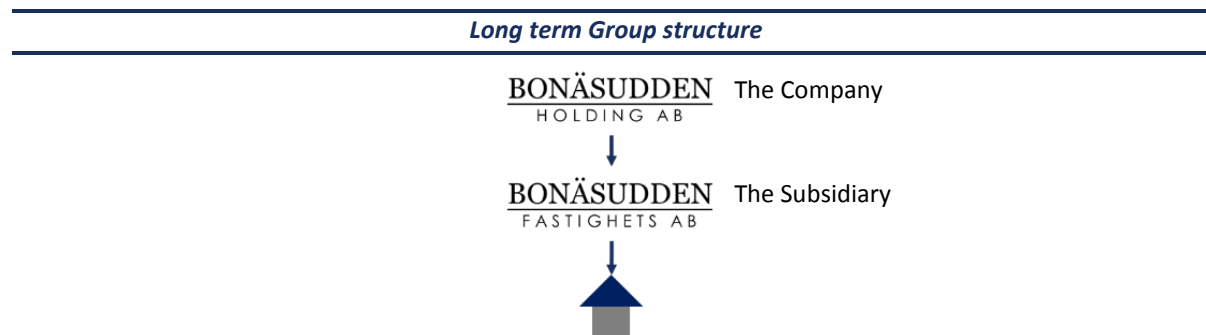 Long term Group structure
BONÄSUDDEN The Company
HOLDING AB
BONÄSUDDEN The Subsidiary
FASTIGHETS AB